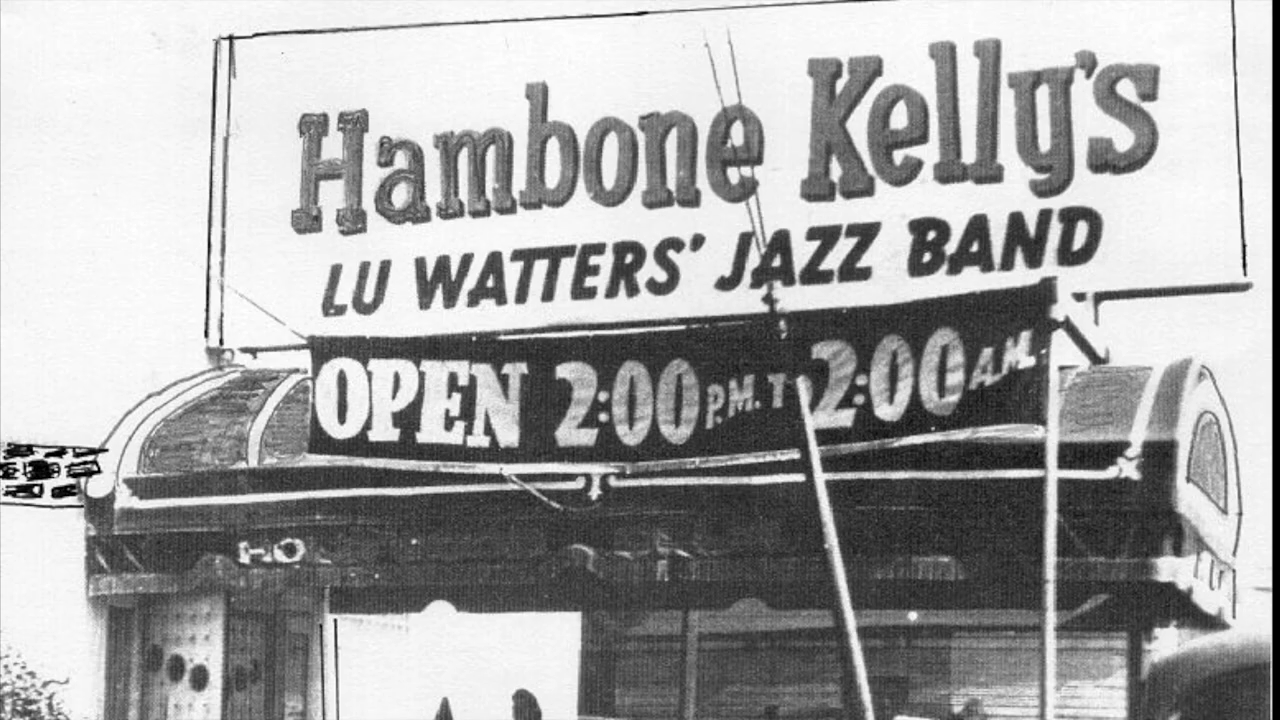 Hambone Kelly's
LU WATTERS' JAZZ BAND
OPEN 2:00 P.M. T 2:00 A.M.
HO